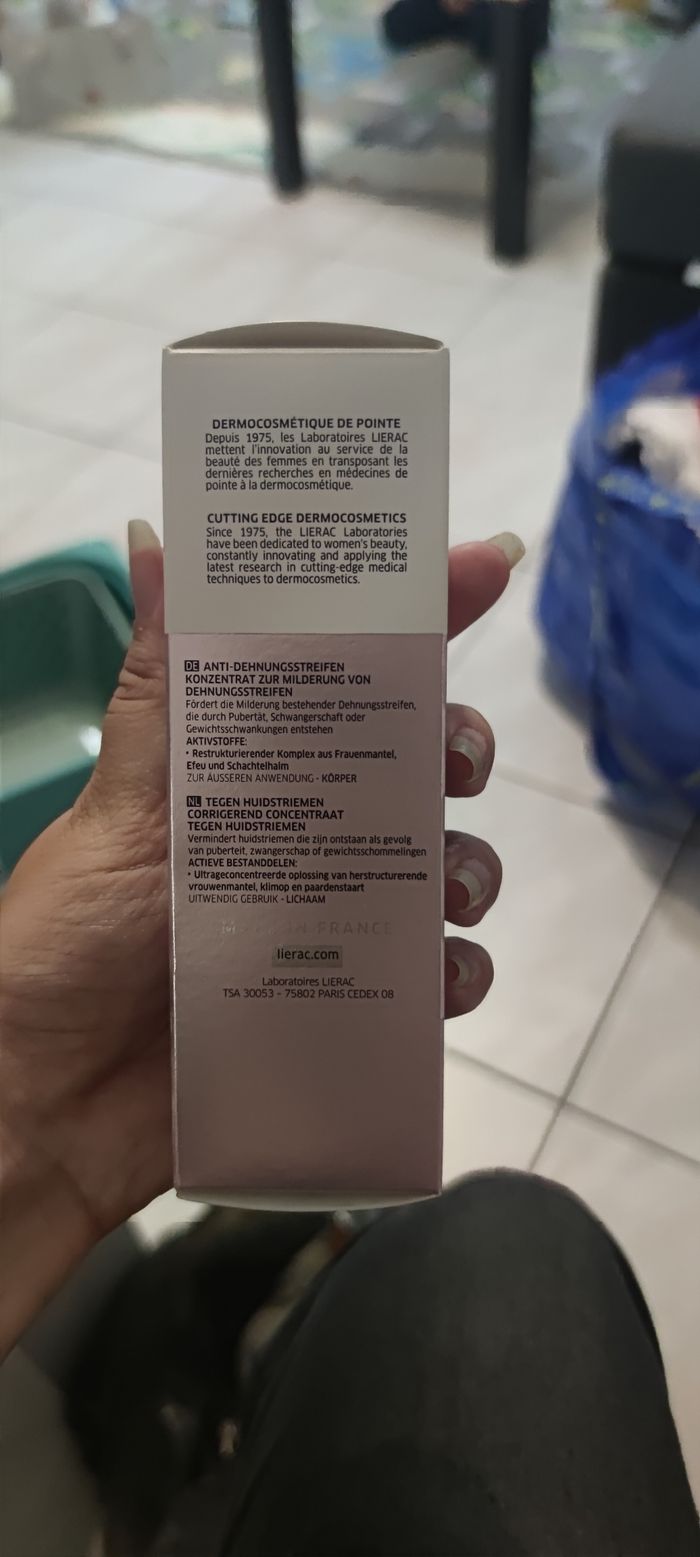 DERMOCOSMÉTIQUE DE POINTE
Depuis 1975, les Laboratoires LIERAC
mettent l'innovation au service de la
beauté des femmes en transposant les
dernières recherches en médecines de
pointe à la dermocosmétique.
CUTTING EDGE DERMOCOSMETICS
Since 1975, the LIERAC Laboratories
have been dedicated to women's beauty,
constantly innovating and applying the
latest research in cutting-edge medical
techniques to dermocosmetics.
DE ANTI-DEHNUNGSSTREIFEN
KONZENTRAT ZUR MILDERUNG VON
DEHNUNGSSTREIFEN
Fördert die Milderung bestehender Dehnungsstreifen,
die durch Pubertät, Schwangerschaft oder
Gewichtsschwankungen entstehen
AKTIVSTOFFE:
• Restrukturierender Komplex aus Frauenmantel,
Efeu und Schachtelhalm
ZUR ÄUSSEREN ANWENDUNG - KÖRPER
NL TEGEN HUIDSTRIEMEN
CORRIGEREND CONCENTRAAT
TEGEN HUIDSTRIEMEN
Vermindert huidstriemen die zijn ontstaan als gevolg
van puberteit, zwangerschap of gewichtsschommelingen
ACTIEVE BESTANDDELEN:
• Ultrageconcentreerde oplossing van herstructurerende
vrouwenmantel, klimop en paardenstaart
UITWENDIG GEBRUIK - LICHAAM
MADE IN FRANCE
lierac.com
Laboratoires LIERAC
TSA 30053 - 75802 PARIS CEDEX 08